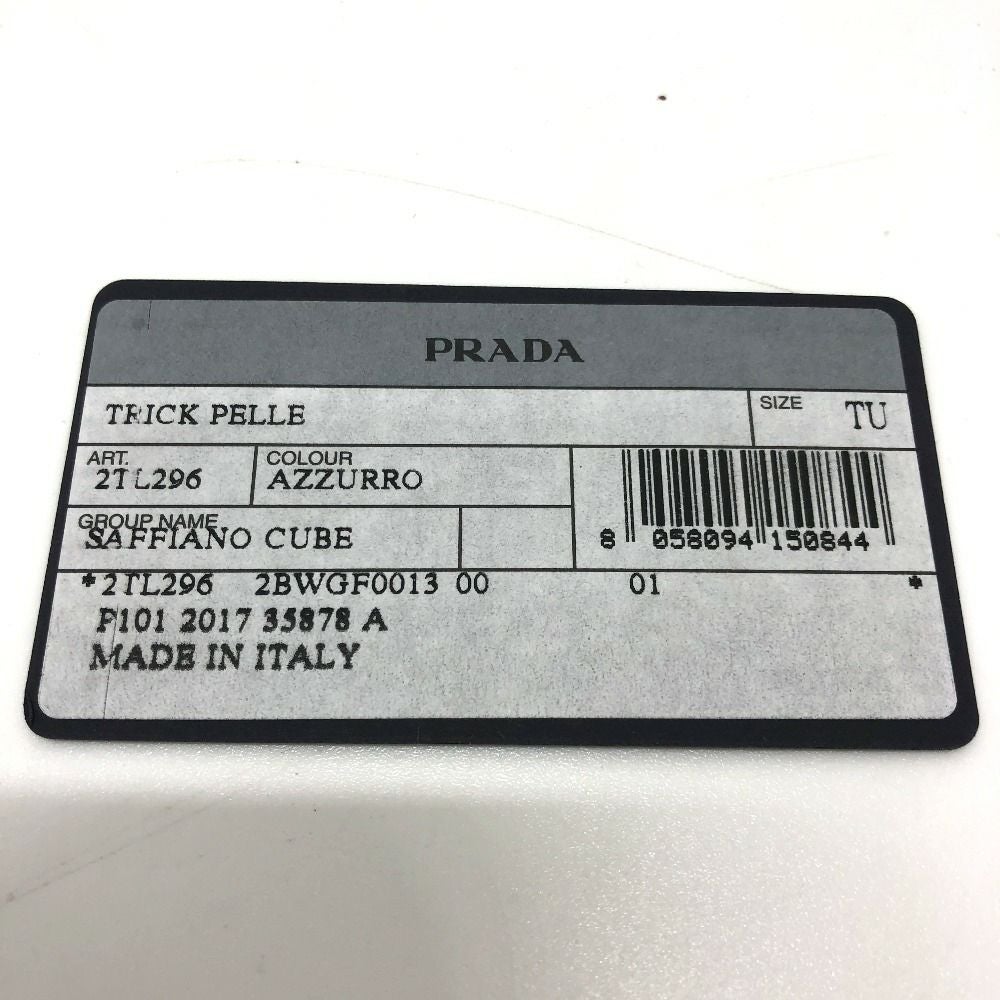 PRADA
TRICK PELLE
SIZE TU
ART. COLOUR
2TL296 AZZURRO
GROUP NAME
SAFFIANO CUBE
8 058094 150844
*2TL296 2BWGF0013 00 01 *
P101 2017 35878 A
MADE IN ITALY